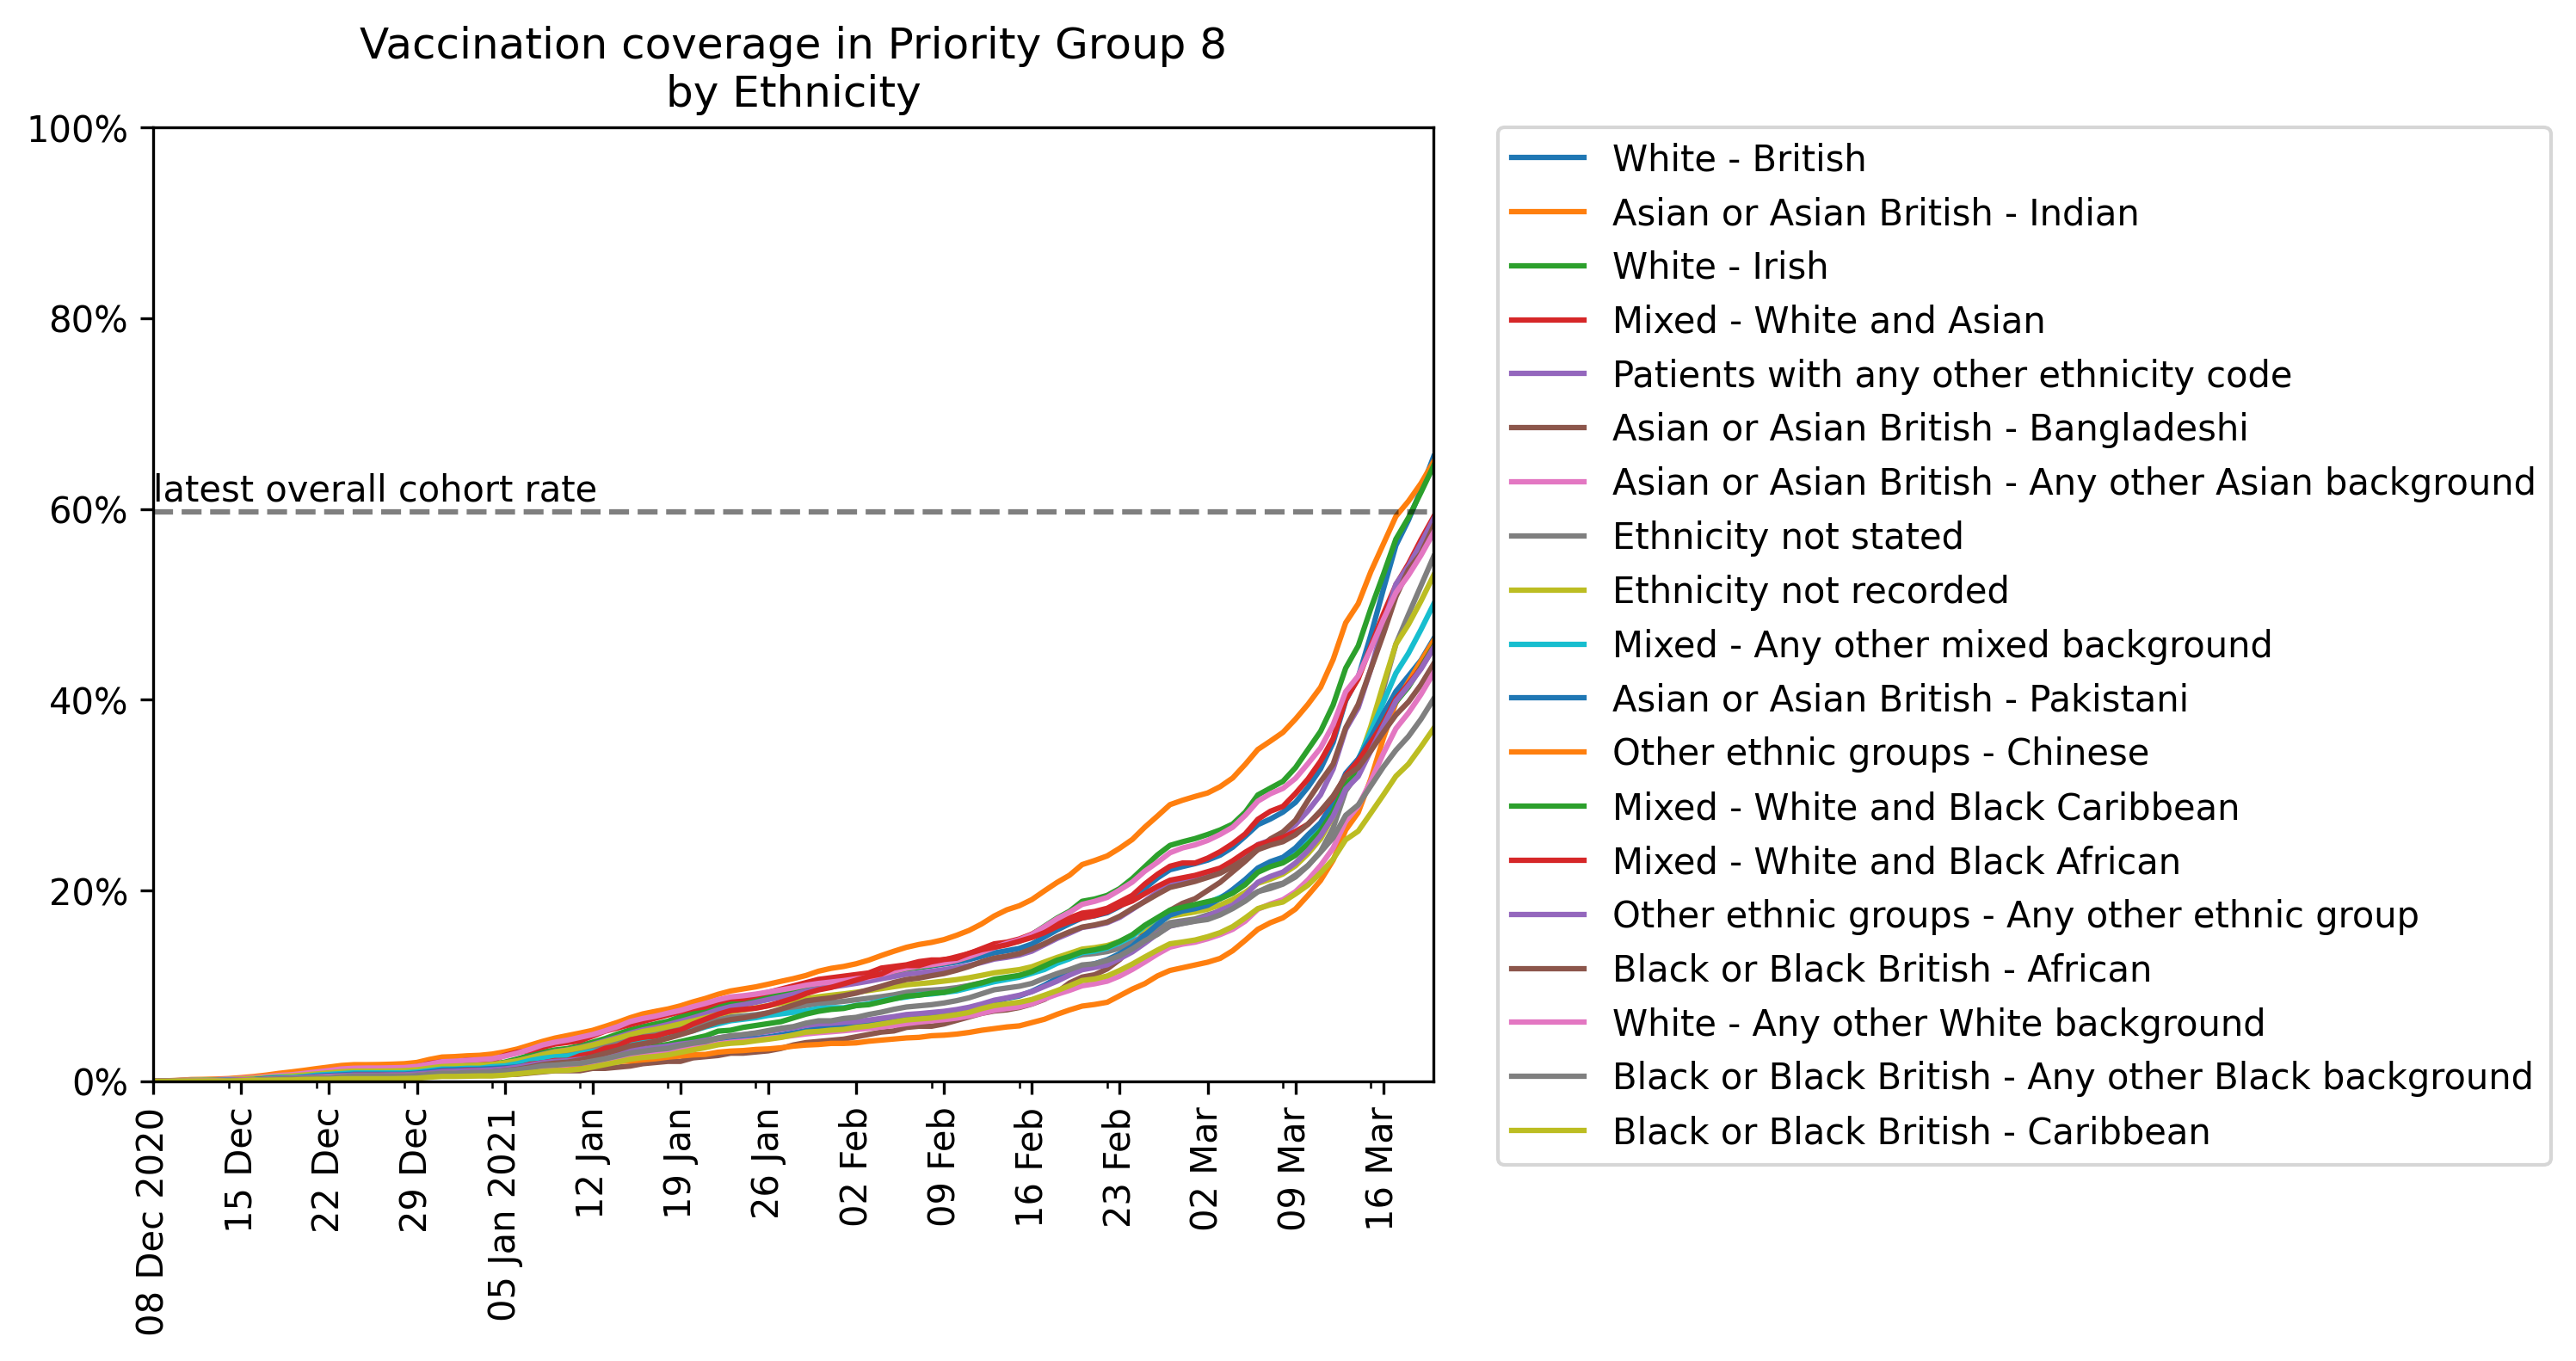 Vaccination coverage in Priority Group 8
by Ethnicity
100%
80%
60%
40%
20%
0%
latest overall cohort rate
08 Dec 2020
15 Dec
22 Dec
29 Dec
05 Jan 2021
12 Jan
19 Jan
26 Jan
02 Feb
09 Feb
16 Feb
23 Feb
02 Mar
09 Mar
16 Mar
White - British
Asian or Asian British - Indian
White - Irish
Mixed - White and Asian
Patients with any other ethnicity code
Asian or Asian British - Bangladeshi
Asian or Asian British - Any other Asian background
Ethnicity not stated
Ethnicity not recorded
Mixed - Any other mixed background
Asian or Asian British - Pakistani
Other ethnic groups - Chinese
Mixed - White and Black Caribbean
Mixed - White and Black African
Other ethnic groups - Any other ethnic group
Black or Black British - African
White - Any other White background
Black or Black British - Any other Black background
Black or Black British - Caribbean